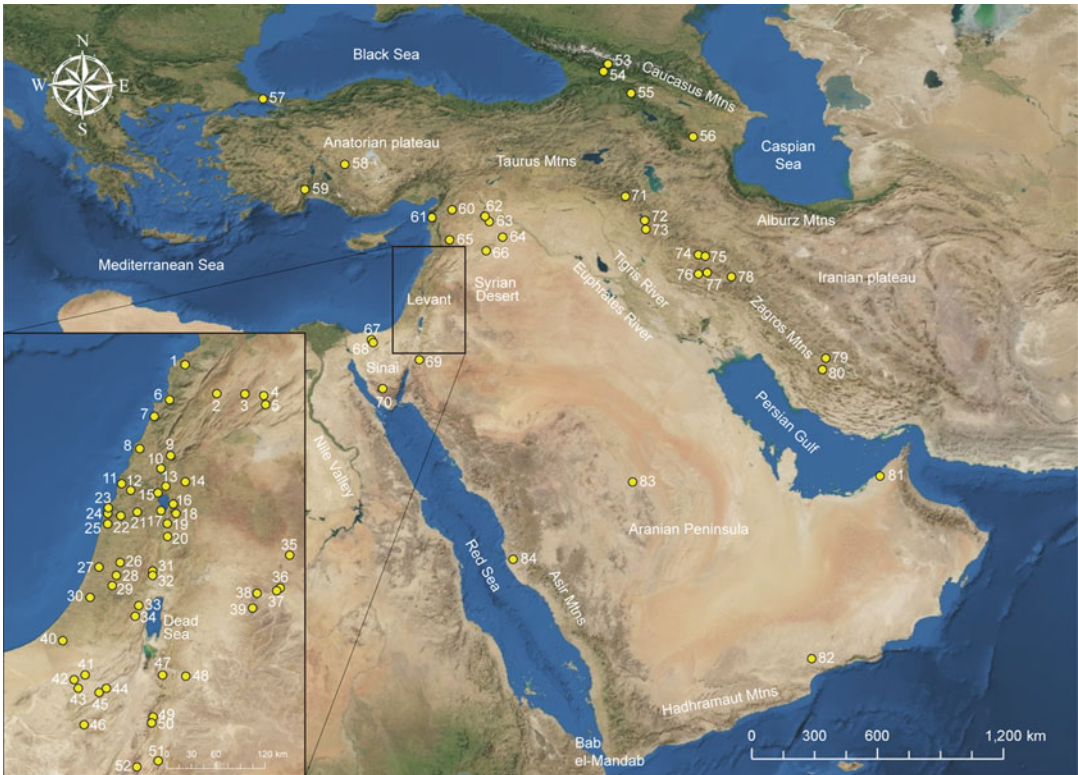 N
W E
S
Black Sea
53
54
Caucasus Mtns
55
57
56
Anatorian plateau
58
Taurus Mtns
Caspian
Sea
59
60
61
62
63
64
65
66
71
72
73
Alburz Mtns
Mediterranean Sea
Syrian
Desert
Tigris River
Euphrates River
74
75
76
77
78
Iranian plateau
Zagros Mtns
Levant
67
68
69
Sinai
70
79
80
Persian Gulf
Nile Valley
81
83
Aranian Peninsula
84
Red Sea
Asir Mtns
82
Hadhramaut Mtns
Bab
el-Mandab
0 300 600 1,200 km
1
2
3
4
5
6
7
8
9
10
11
12
13
14
15
16
17
18
19
20
21
22
23
24
25
26
27
28
29
30
31
32
33
34
Dead
Sea
35
36
37
38
39
40
41
42
43
44
45
46
47
48
49
50
51
52
0 30 60 120 km